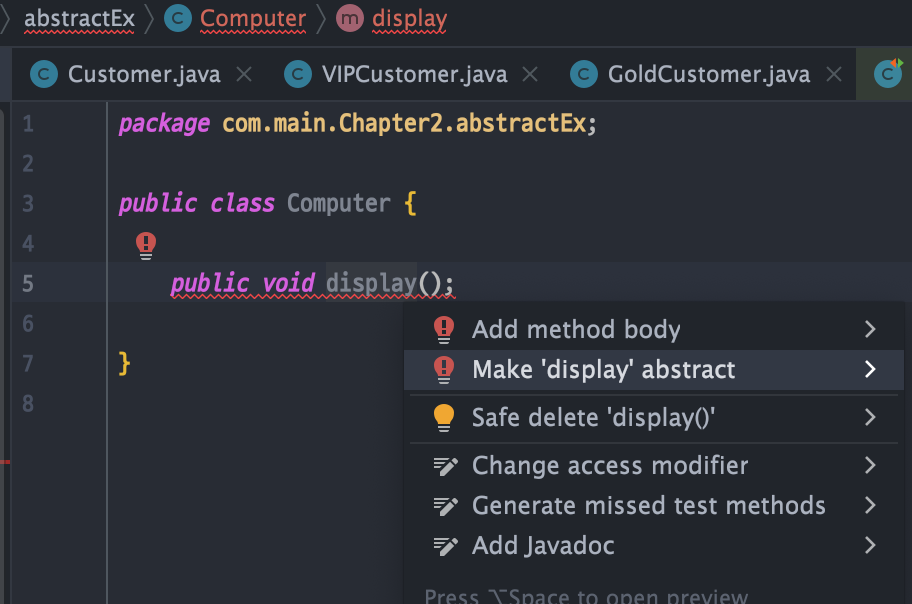 abstractEx C Computer m display
C Customer.java C VIPCustomer.java C GoldCustomer.java C
1 package com.main.Chapter2.abstractEx;
2
3 public class Computer {
4
5 public void display();
6
7 }
8
Add method body
Make 'display' abstract
Safe delete 'display()'
Change access modifier
Generate missed test methods
Add Javadoc
Press ⌥Space to open preview